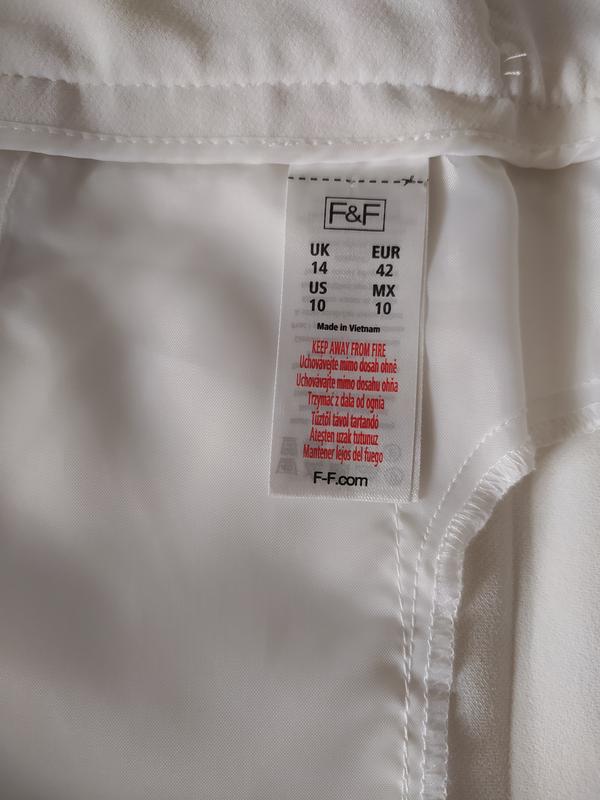 F&F
UK EUR
14 42
US MX
10 10
Made in Vietnam
KEEP AWAY FROM FIRE
Uchovávejte mimo dosah ohně
Uchovávajte mimo dosahu ohňa
Trzymać z dala od ognia
Tűztől távol tartandó
Ateşten uzak tutunuz
Mantener lejos del fuego
F-F.com